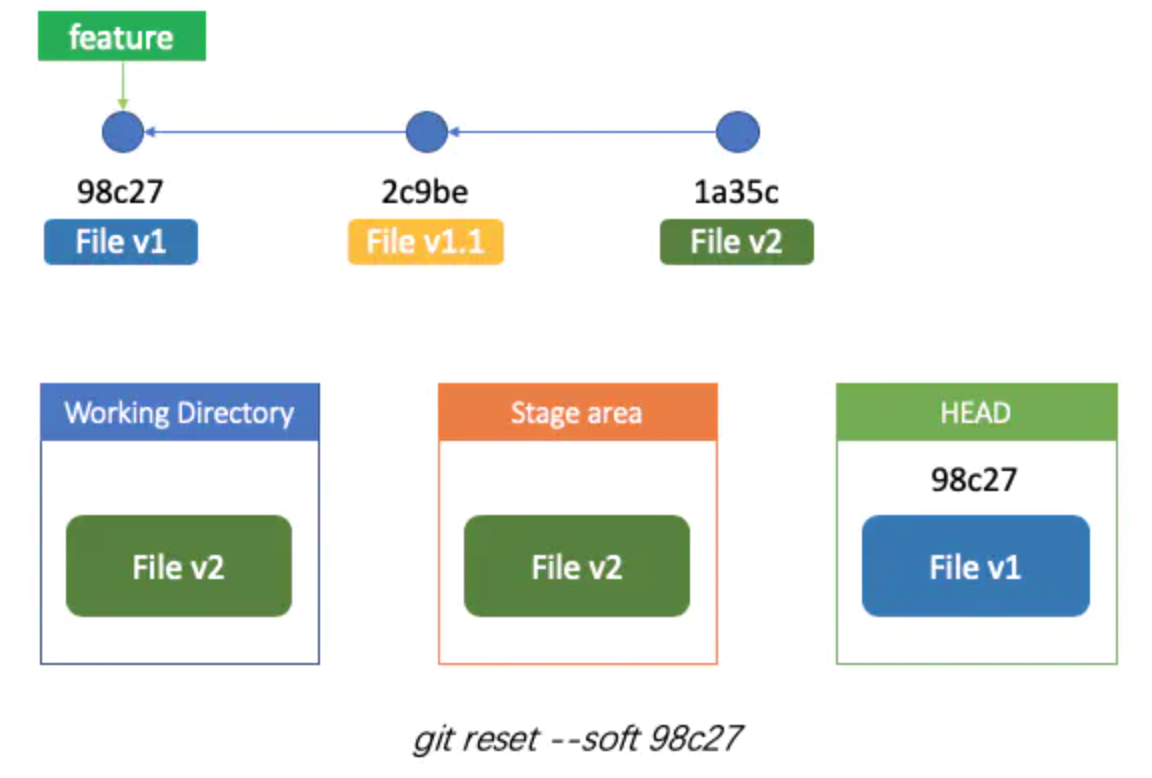 feature
98c27
2c9be
1a35c
File v1
File v1.1
File v2
Working Directory
Stage area
HEAD
98c27
File v2
File v2
File v1
git reset --soft 98c27